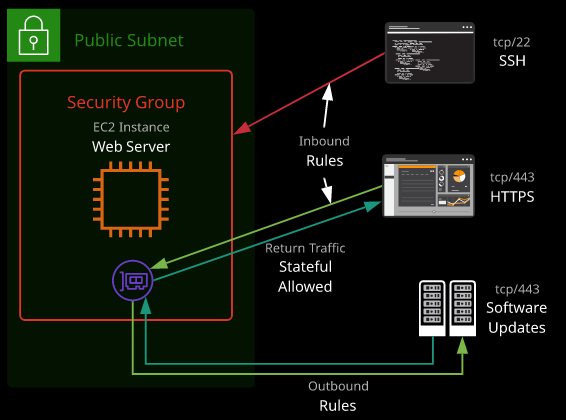 Public Subnet
Security Group
EC2 Instance
Web Server
tcp/22
SSH
Inbound
Rules
tcp/443
HTTPS
Return Traffic
Stateful
Allowed
tcp/443
Software
Updates
Outbound
Rules